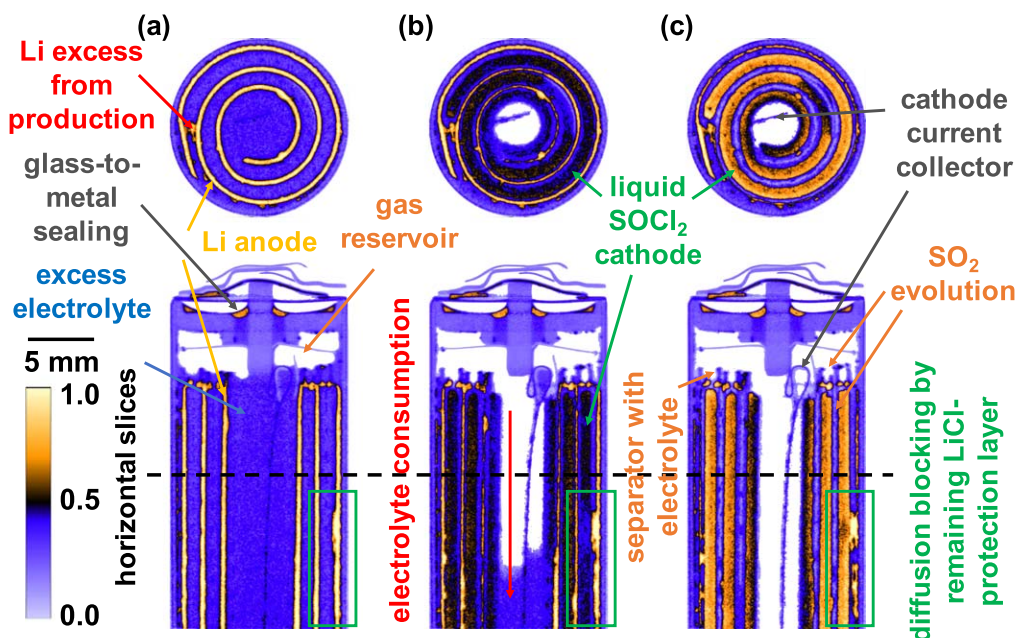 (a)
(b)
(c)
Li excess
from
production
glass-to-
metal
sealing
excess
electrolyte
5 mm
1.0
0.5
0.0
horizontal slices
Li anode
gas
reservoir
electrolyte consumption
liquid
SOCl₂
cathode
separator with
electrolyte
cathode
current
collector
SO₂
evolution
diffusion blocking by
remaining LiCl-
protection layer